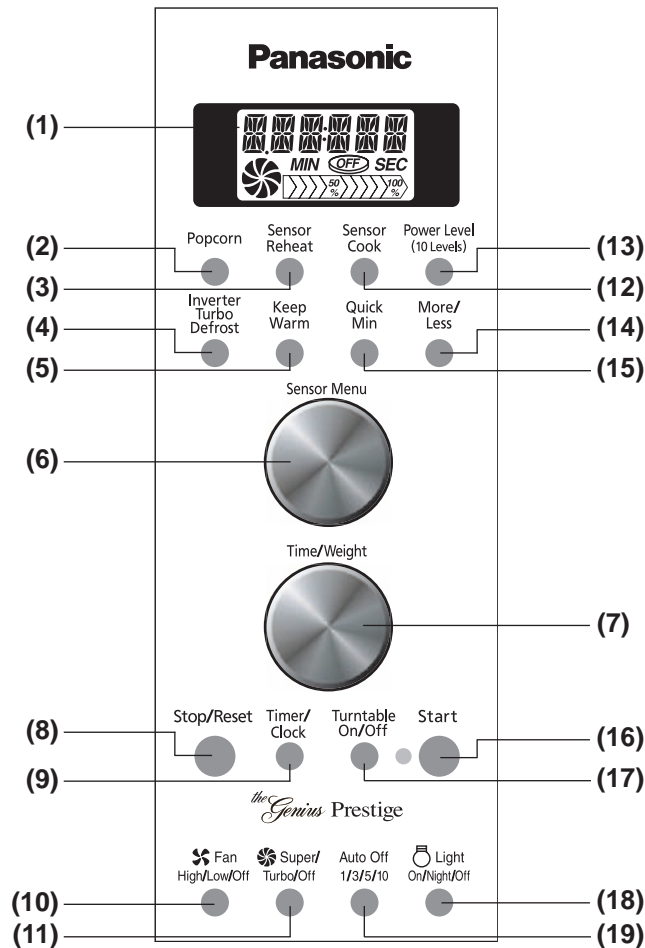 Panasonic
(1)
MIN OFF SEC
50 % 100 %
(2) Popcorn
Sensor Reheat
Sensor Cook
Power Level (10 Levels) (13)
(3) (12)
(4) Inverter Turbo Defrost
Keep Warm
Quick Min
More/Less (14)
(5) (15)
Sensor Menu
(6)
Time/Weight
(7)
(8) Stop/Reset
Timer/Clock
Turntable On/Off
Start (16)
(9) (17)
the Genius Prestige
Fan
High/Low/Off
Super/
Turbo/Off
Auto Off
1/3/5/10
Light
On/Night/Off
(10) (18)
(11) (19)